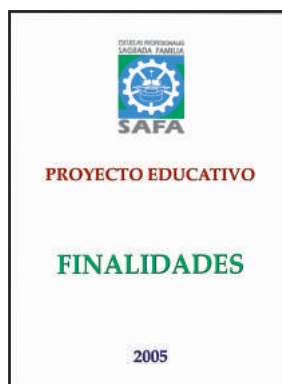 ESCUELAS PROFESIONALES
SAGRADA FAMILIA
SAFA
PROYECTO EDUCATIVO
FINALIDADES
2005